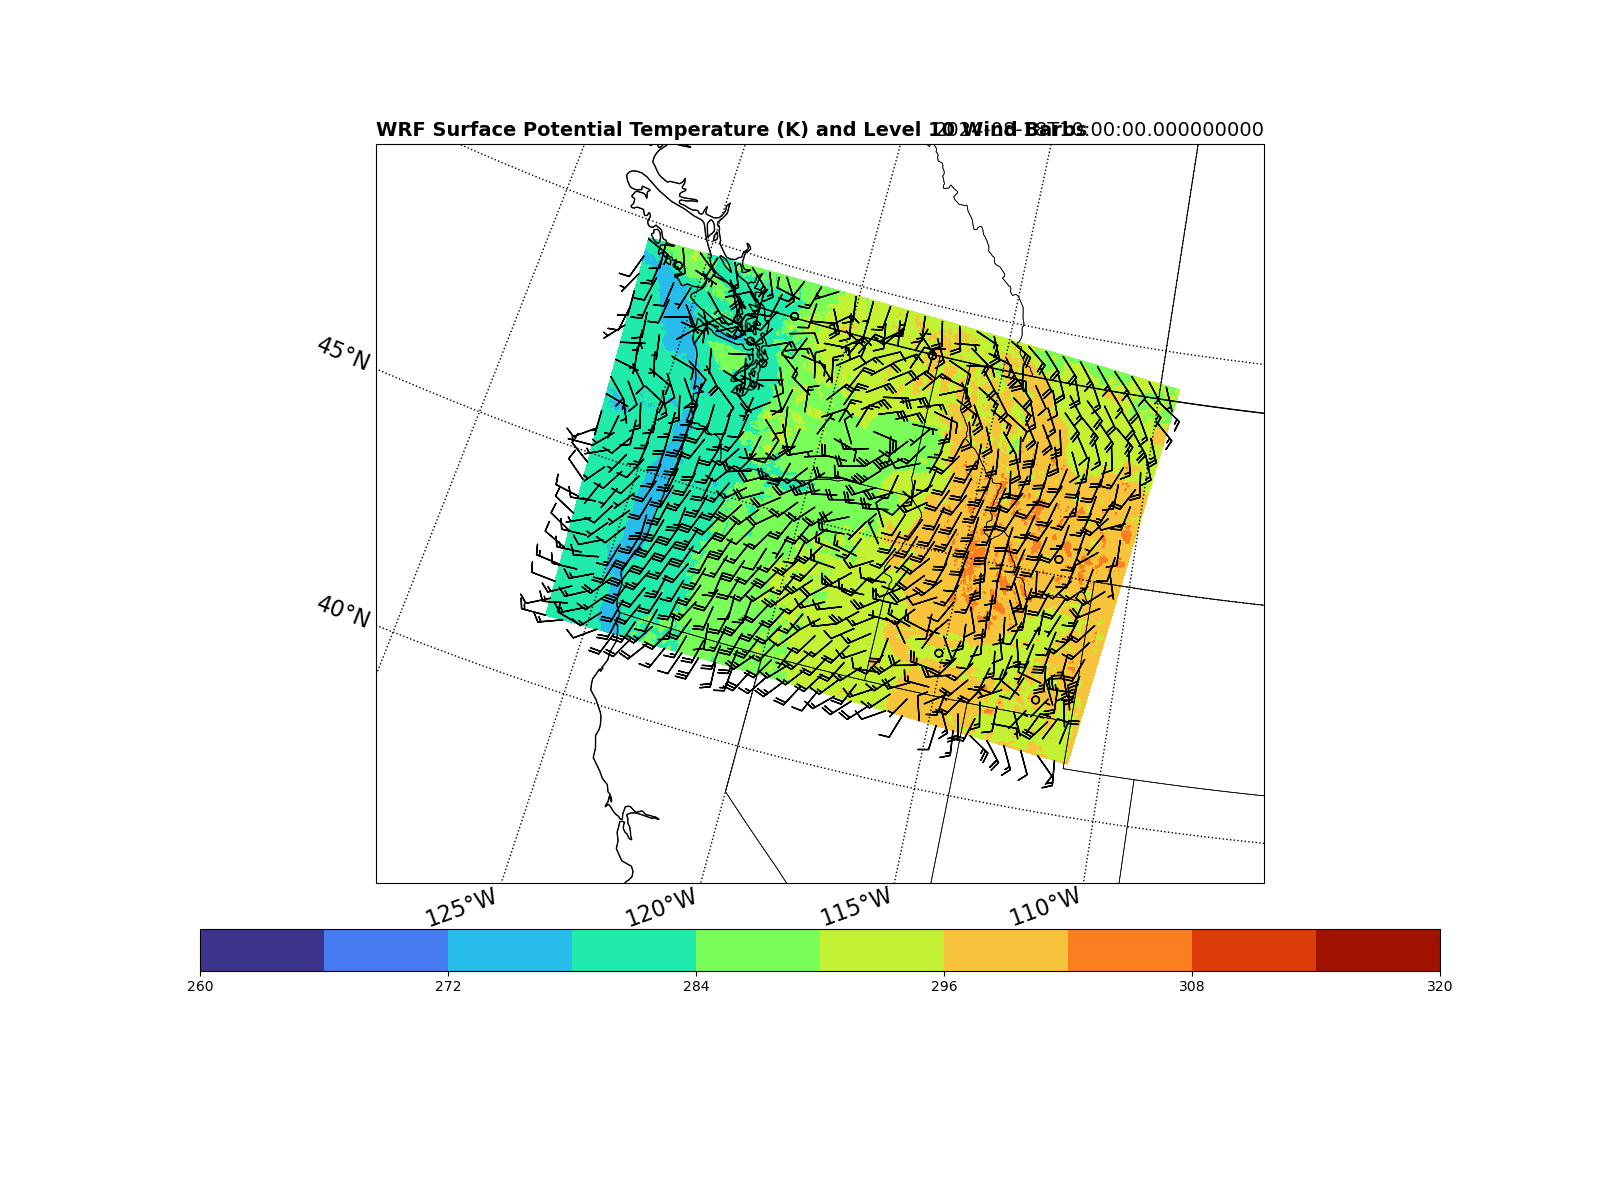 WRF Surface Potential Temperature (K) and Level 10 Wind Barbs
45°N
40°N
125°W 120°W 115°W 110°W
260 272 284 296 308 320